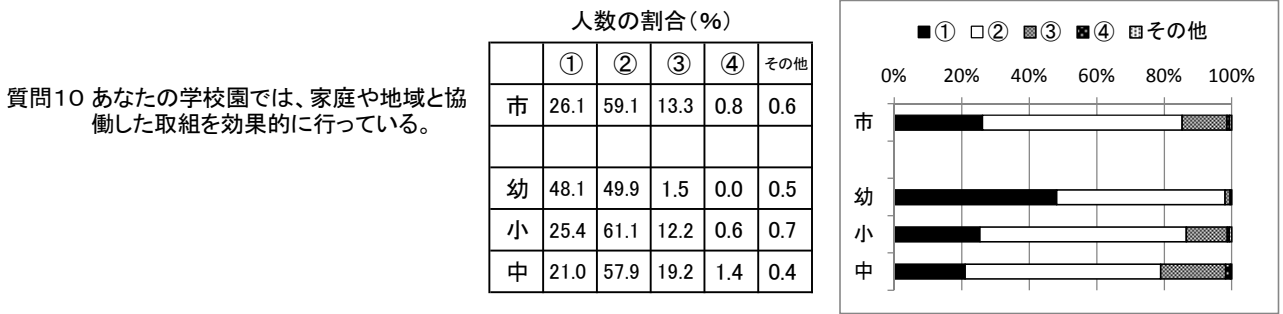 質問10 あなたの学校園では、家庭や地域と協
働した取組を効果的に行っている。
人数の割合(%)
① ② ③ ④ その他
市 26.1 59.1 13.3 0.8 0.6
幼 48.1 49.9 1.5 0.0 0.5
小 25.4 61.1 12.2 0.6 0.7
中 21.0 57.9 19.2 1.4 0.4
① ② ③ ④ その他
0% 20% 40% 60% 80% 100%
市
幼
小
中